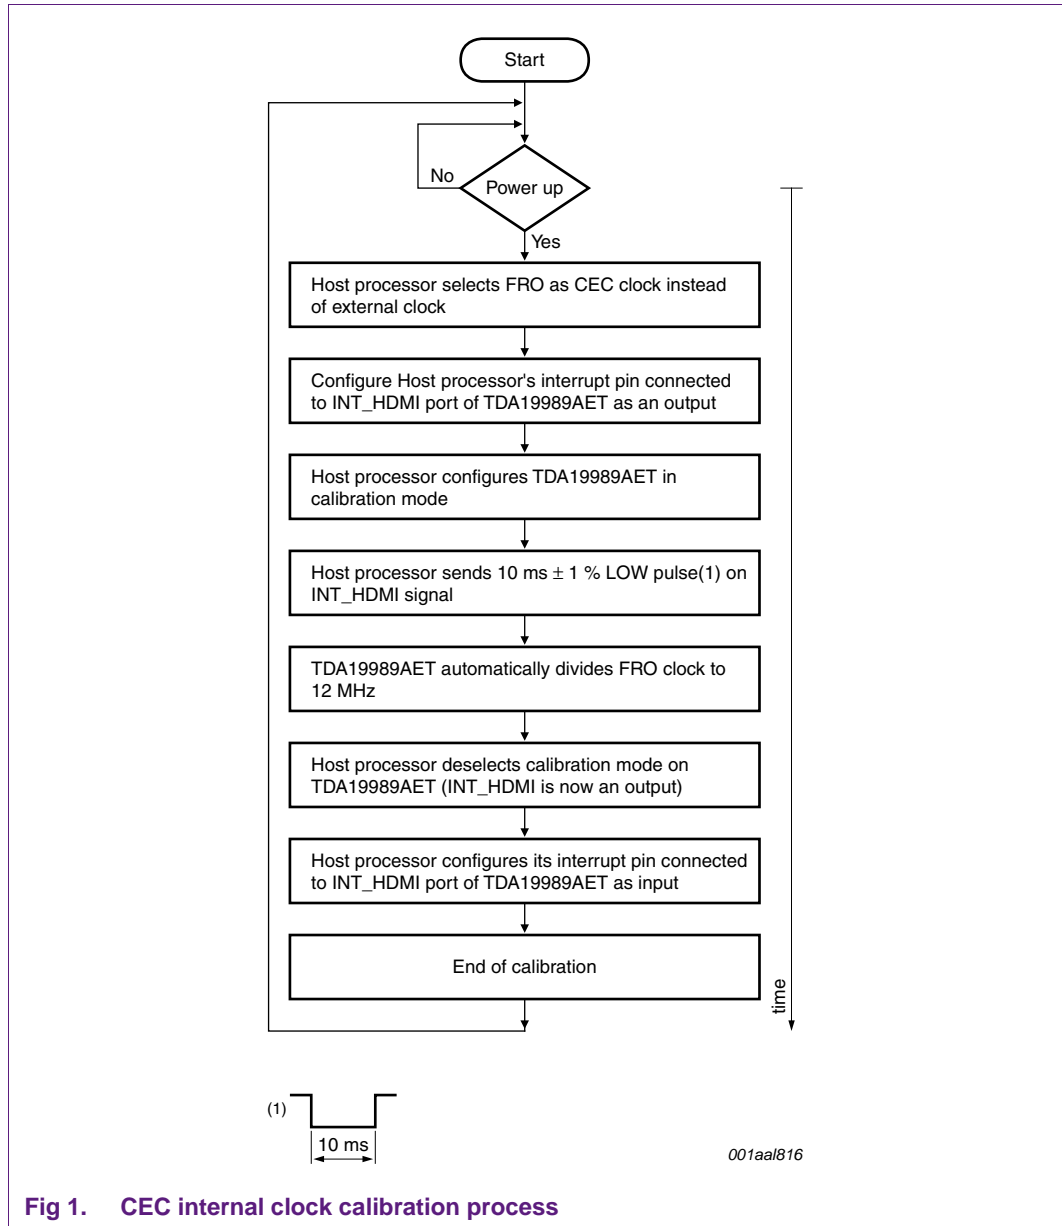 Start
No
Power up
Yes
Host processor selects FRO as CEC clock instead
of external clock
Configure Host processor's interrupt pin connected
to INT_HDMI port of TDA19989AET as an output
Host processor configures TDA19989AET in
calibration mode
Host processor sends 10 ms ± 1 % LOW pulse(1) on
INT_HDMI signal
TDA19989AET automatically divides FRO clock to
12 MHz
Host processor deselects calibration mode on
TDA19989AET (INT_HDMI is now an output)
Host processor configures its interrupt pin connected
to INT_HDMI port of TDA19989AET as input
End of calibration
time
(1)
10 ms
001aal816
Fig 1. CEC internal clock calibration process